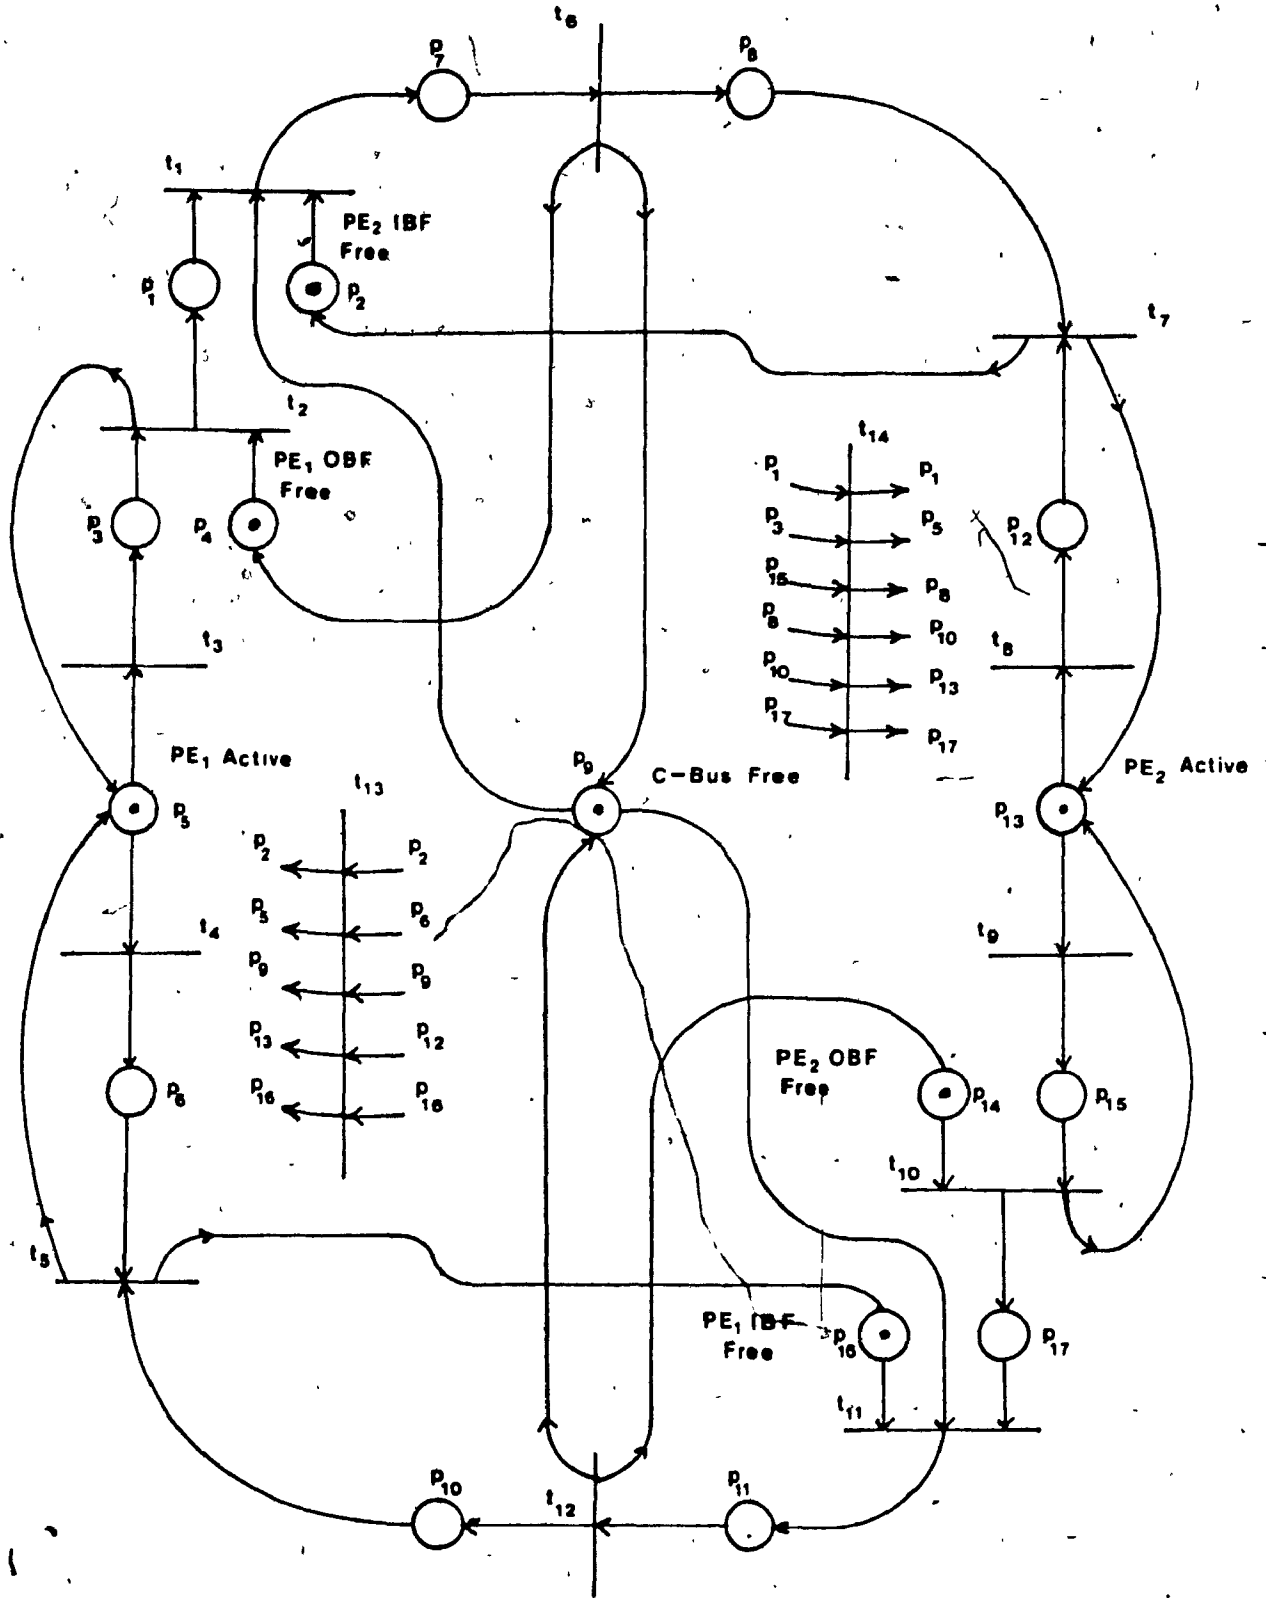 t6
p7
p8
t1
PE2 IBF
Free
p1
p2
t7
t2
t14
PE1 OBF
Free
p1 p1
p3
p4
p3 p5
p12
p15 p8
p8 p10
t3
t8
p10 p13
p17 p17
PE1 Active
p9
C-Bus Free
PE2 Active
t13
p5
p13
p2 p2
p5 p6
t4
t9
p9 p9
p13 p12
PE2 OBF
Free
p6
p16 p16
p14
p15
t10
t5
PE1 IBF
Free
p16
p17
t11
p10
t12
p11